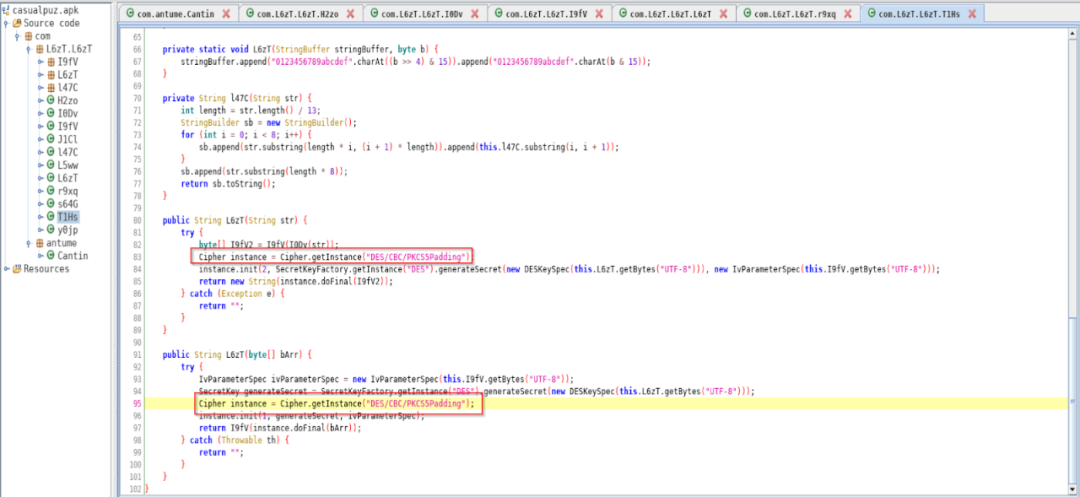 casualpuz.apk
Source code
com
L6zT.L6zT
I9fV
L6zT
l47C
H2zo
I0Dv
I9fV
J1Cl
l47C
L5ww
L6zT
r9xq
s64G
T1Hs
y0jp
antume
Cantin
Resources
com.antume.Cantin com.L6zT.L6zT.H2zo com.L6zT.L6zT.I0Dv com.L6zT.L6zT.I9fV com.L6zT.L6zT.L6zT com.L6zT.L6zT.r9xq com.L6zT.L6zT.T1Hs
65
66 private static void L6zT(StringBuffer stringBuffer, byte b) {
67 stringBuffer.append("0123456789abcdef".charAt((b >> 4) & 15)).append("0123456789abcdef".charAt(b & 15));
68 }
69
70 private String l47C(String str) {
71 int length = str.length() / 13;
72 StringBuilder sb = new StringBuilder();
73 for (int i = 0; i < 8; i++) {
74 sb.append(str.substring(length * i, (i + 1) * length)).append(this.l47C.substring(i, i + 1));
75 }
76 sb.append(str.substring(length * 8));
77 return sb.toString();
78 }
79
80 public String L6zT(String str) {
81 try {
82 byte[] I9fV2 = I9fV(I0Dv(str));
83 Cipher instance = Cipher.getInstance("DES/CBC/PKCS5Padding");
84 instance.init(2, SecretKeyFactory.getInstance("DES").generateSecret(new DESKeySpec(this.L6zT.getBytes("UTF-8"))), new IvParameterSpec(this.I9fV.getBytes("UTF-8")));
85 return new String(instance.doFinal(I9fV2));
86 } catch (Exception e) {
87 return "";
88 }
89 }
90
91 public String L6zT(byte[] bArr) {
92 try {
93 IvParameterSpec ivParameterSpec = new IvParameterSpec(this.I9fV.getBytes("UTF-8"));
94 SecretKey generateSecret = SecretKeyFactory.getInstance("DES").generateSecret(new DESKeySpec(this.L6zT.getBytes("UTF-8")));
95 Cipher instance = Cipher.getInstance("DES/CBC/PKCS5Padding");
96 instance.init(1, generateSecret, ivParameterSpec);
97 return I9fV(instance.doFinal(bArr));
98 } catch (Throwable th) {
99 return "";
100 }
101 }
102 }